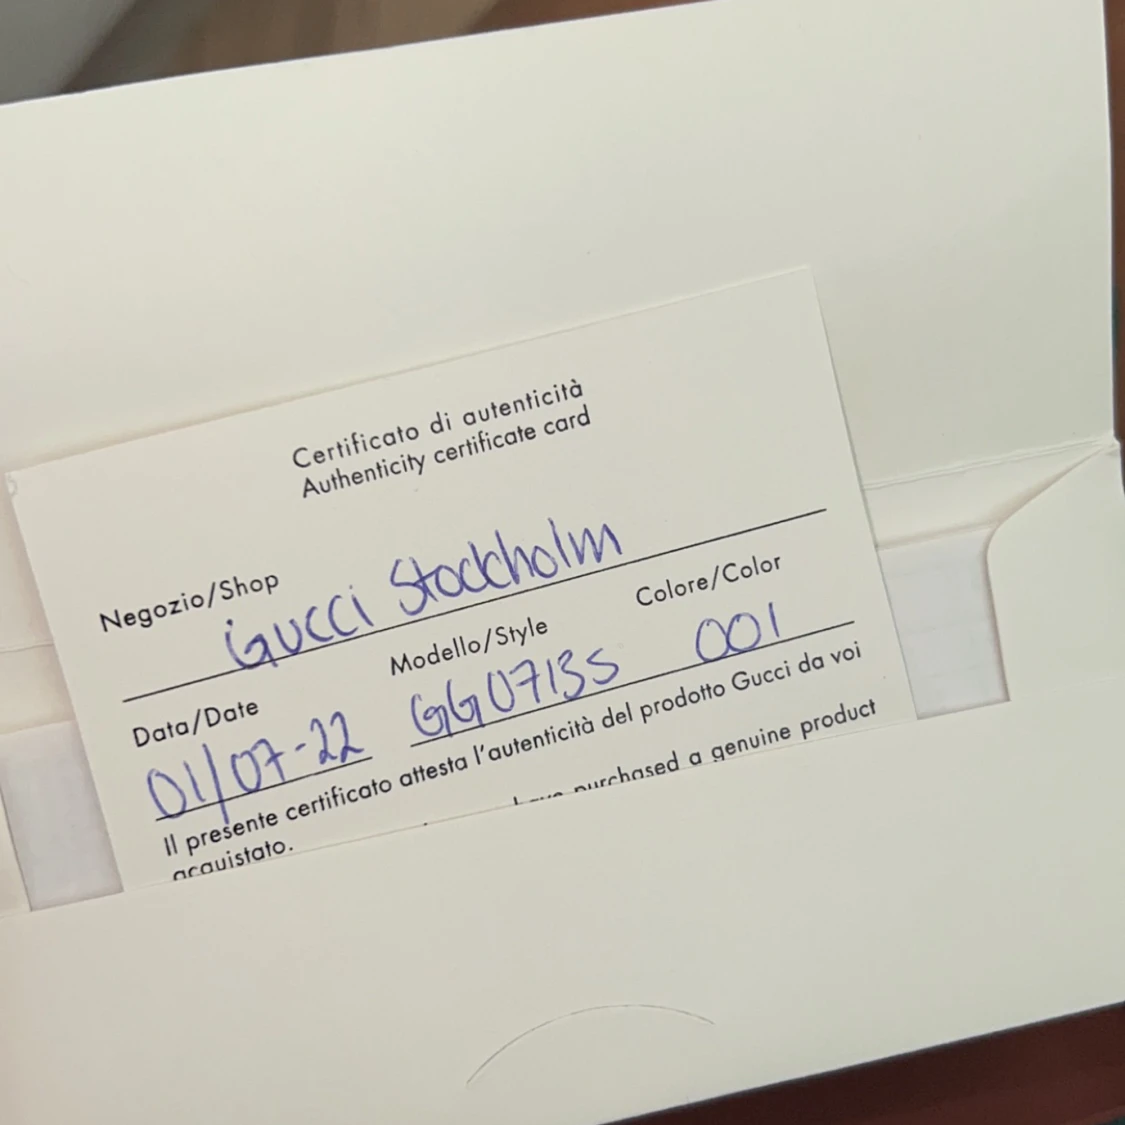 Certificato di autenticità
Authenticity certificate card
Negozio/Shop Gucci Stockholm
Data/Date Modello/Style Colore/Color
01/07-22 GG0713S 001
Il presente certificato attesta l'autenticità del prodotto Gucci da voi
acquistato.
purchased a genuine product